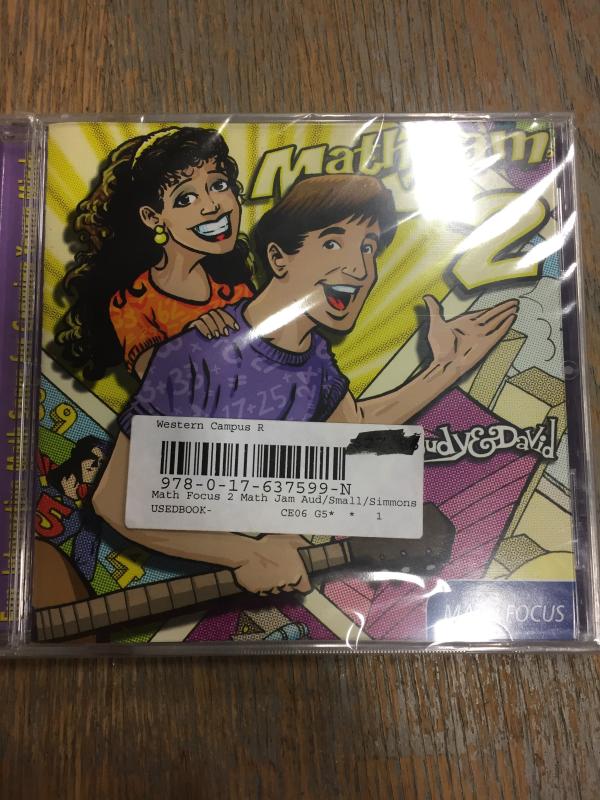 Math Jam
2
Western Campus R
978-0-17-637599-N
Math Focus 2 Math Jam Aud/Small/Simmons
USEDBOOK- CE06 G5* * 1
udy&David
MATH FOCUS